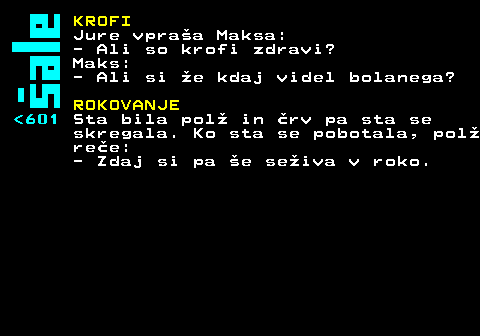 šale
KROFI
Jure vpraša Maksa:
- Ali so krofi zdravi?
Maks:
- Ali si že kdaj videl bolanega?
ROKOVANJE
<601 Sta bila polž in črv pa sta se
skregala. Ko sta se pobotala, polž
reče:
- Zdaj si pa še seživa v roko.